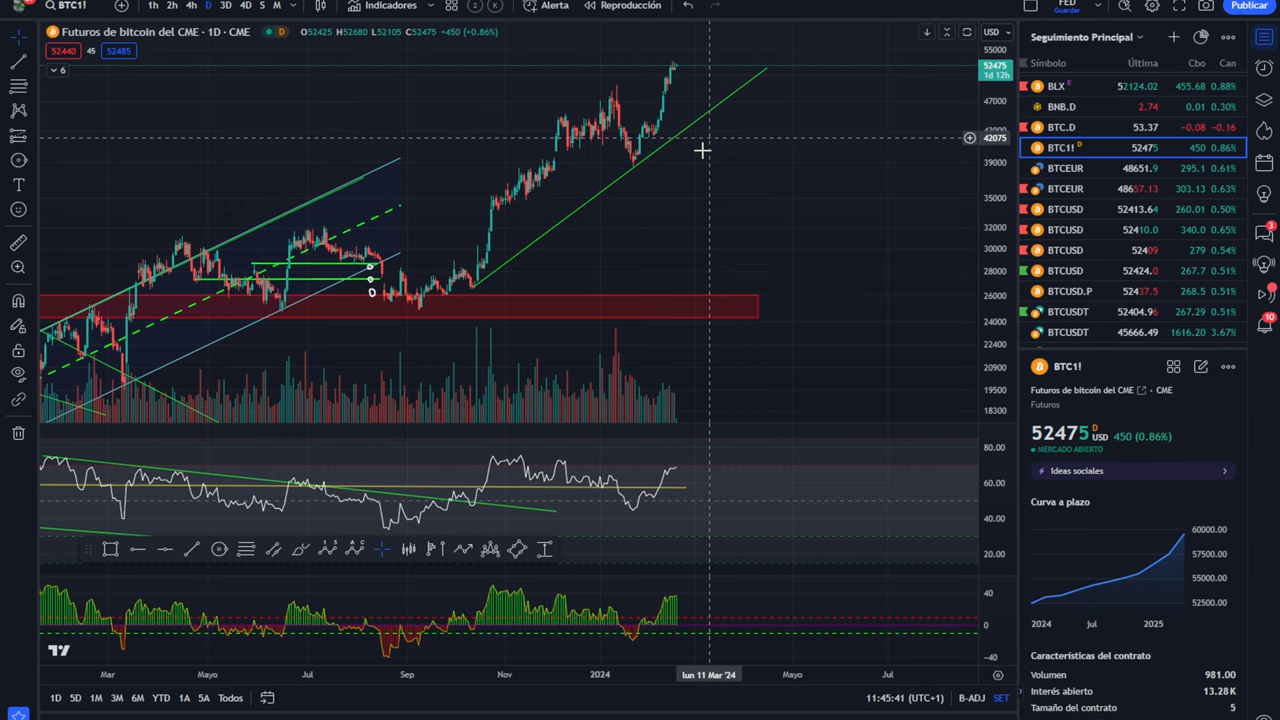 BTC1!
1h 2h 4h D 3D 4D S M
Indicadores
2 K
Alerta
Reproducción
FED
Guardar
Publicar
Futuros de bitcoin del CME · 1D · CME
D
O52425 H52680 L52105 C52475 +450 (+0.86%)
52440 45 52485
6
USD
55000
52475
1d 12h
47000
42075
39000
35000
32000
30000
28000
26000
24000
22400
20900
19500
18300
80.00
60.00
40.00
20.00
40
0
−40
Mar Mayo Jul Sep Nov 2024 lun 11 Mar '24 Mayo Jul
1D 5D 1M 3M 6M YTD 1A 5A Todos
11:45:41 (UTC+1)
B-ADJ SET
Seguimiento Principal
Símbolo Última Cbo Can
BLX E 52124.02 455.68 0.88%
BNB.D 2.74 0.01 0.30%
BTC.D 53.37 −0.08 −0.16
BTC1! D 52475 450 0.86%
BTCEUR 48651.9 295.1 0.61%
BTCEUR 48657.13 303.13 0.63%
BTCUSD 52413.64 260.01 0.50%
BTCUSD 52410.0 340.0 0.65%
BTCUSD 52409 279 0.54%
BTCUSD 52424.0 267.7 0.51%
BTCUSD.P 52437.5 268.5 0.51%
BTCUSDT 52404.96 267.29 0.51%
BTCUSDT 45666.49 1616.20 3.67%
BTC1!
Futuros de bitcoin del CME · CME
Futuros
52475 D USD 450 (0.86%)
MERCADO ABIERTO
Ideas sociales
Curva a plazo
60000.00
57500.00
55000.00
52500.00
2024 jul 2025
Características del contrato
Volumen 981.00
Interés abierto 13.28K
Tamaño del contrato 5
3
10